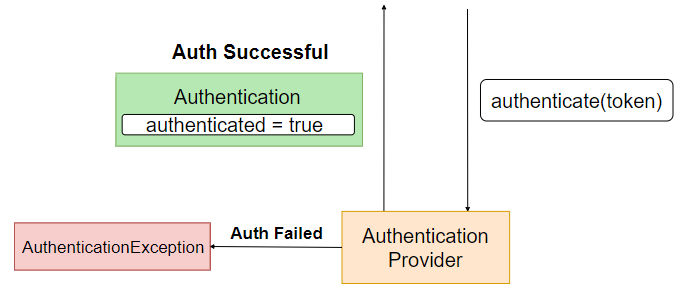 Auth Successful
Authentication
authenticated = true
authenticate(token)
Auth Failed
AuthenticationException
Authentication
Provider